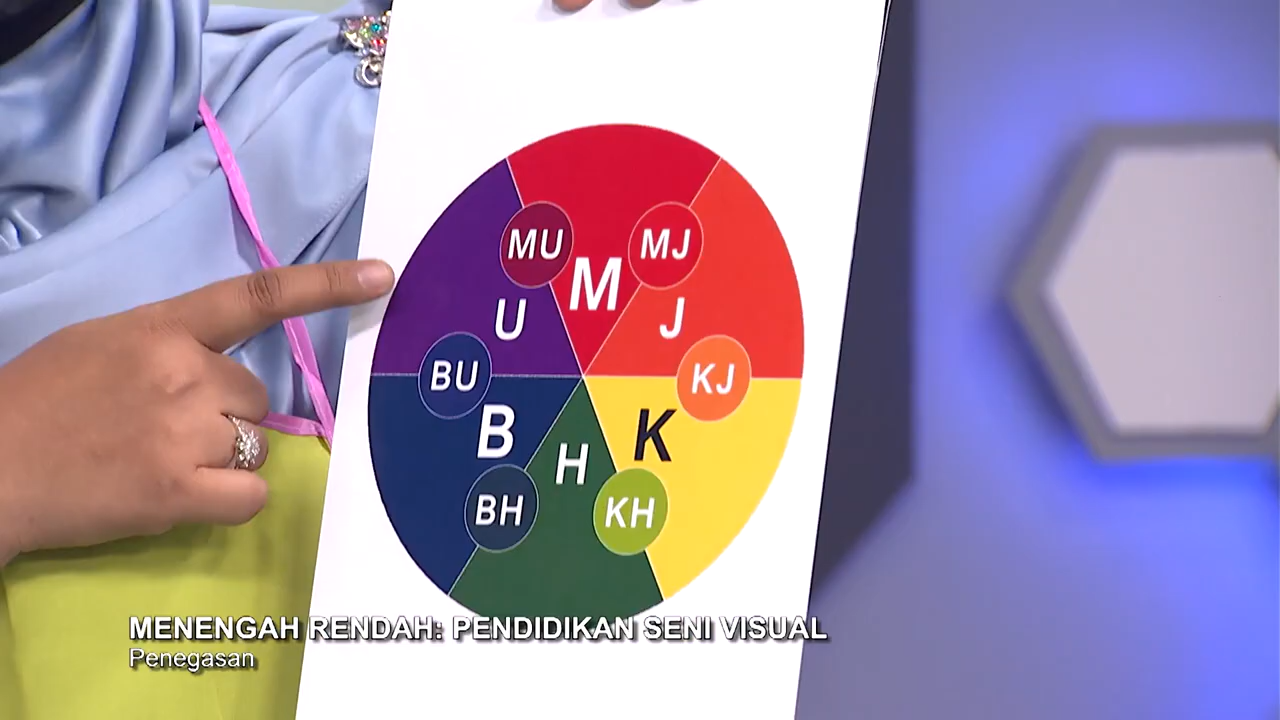 MU
MJ
M
U
J
BU
KJ
B
K
H
BH
KH
MENENGAH RENDAH: PENDIDIKAN SENI VISUAL
Penegasan